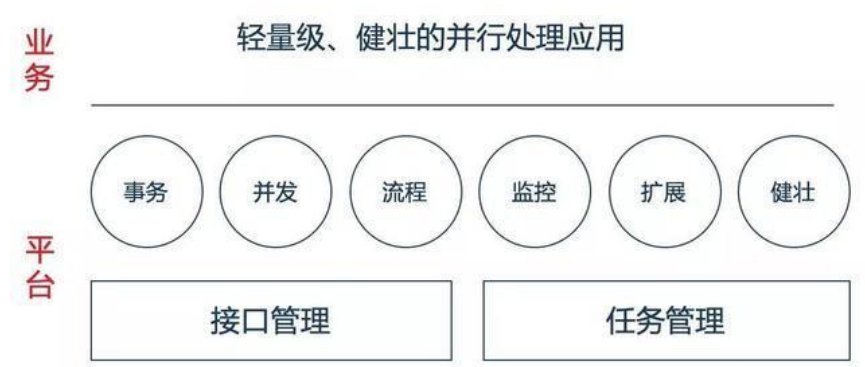 业务
轻量级、健壮的并行处理应用
事务
并发
流程
监控
扩展
健壮
平台
接口管理
任务管理